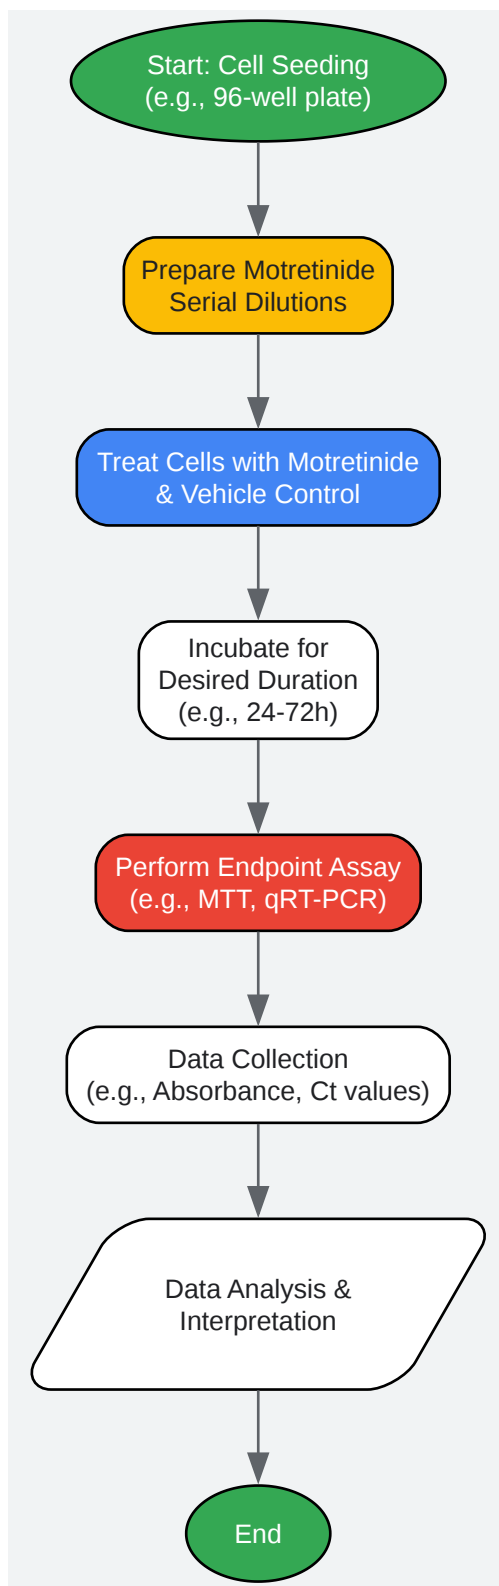 Start: Cell Seeding
(e.g., 96-well plate)
Prepare Motretinide
Serial Dilutions
Treat Cells with Motretinide
& Vehicle Control
Incubate for
Desired Duration
(e.g., 24-72h)
Perform Endpoint Assay
(e.g., MTT, qRT-PCR)
Data Collection
(e.g., Absorbance, Ct values)
Data Analysis &
Interpretation
End